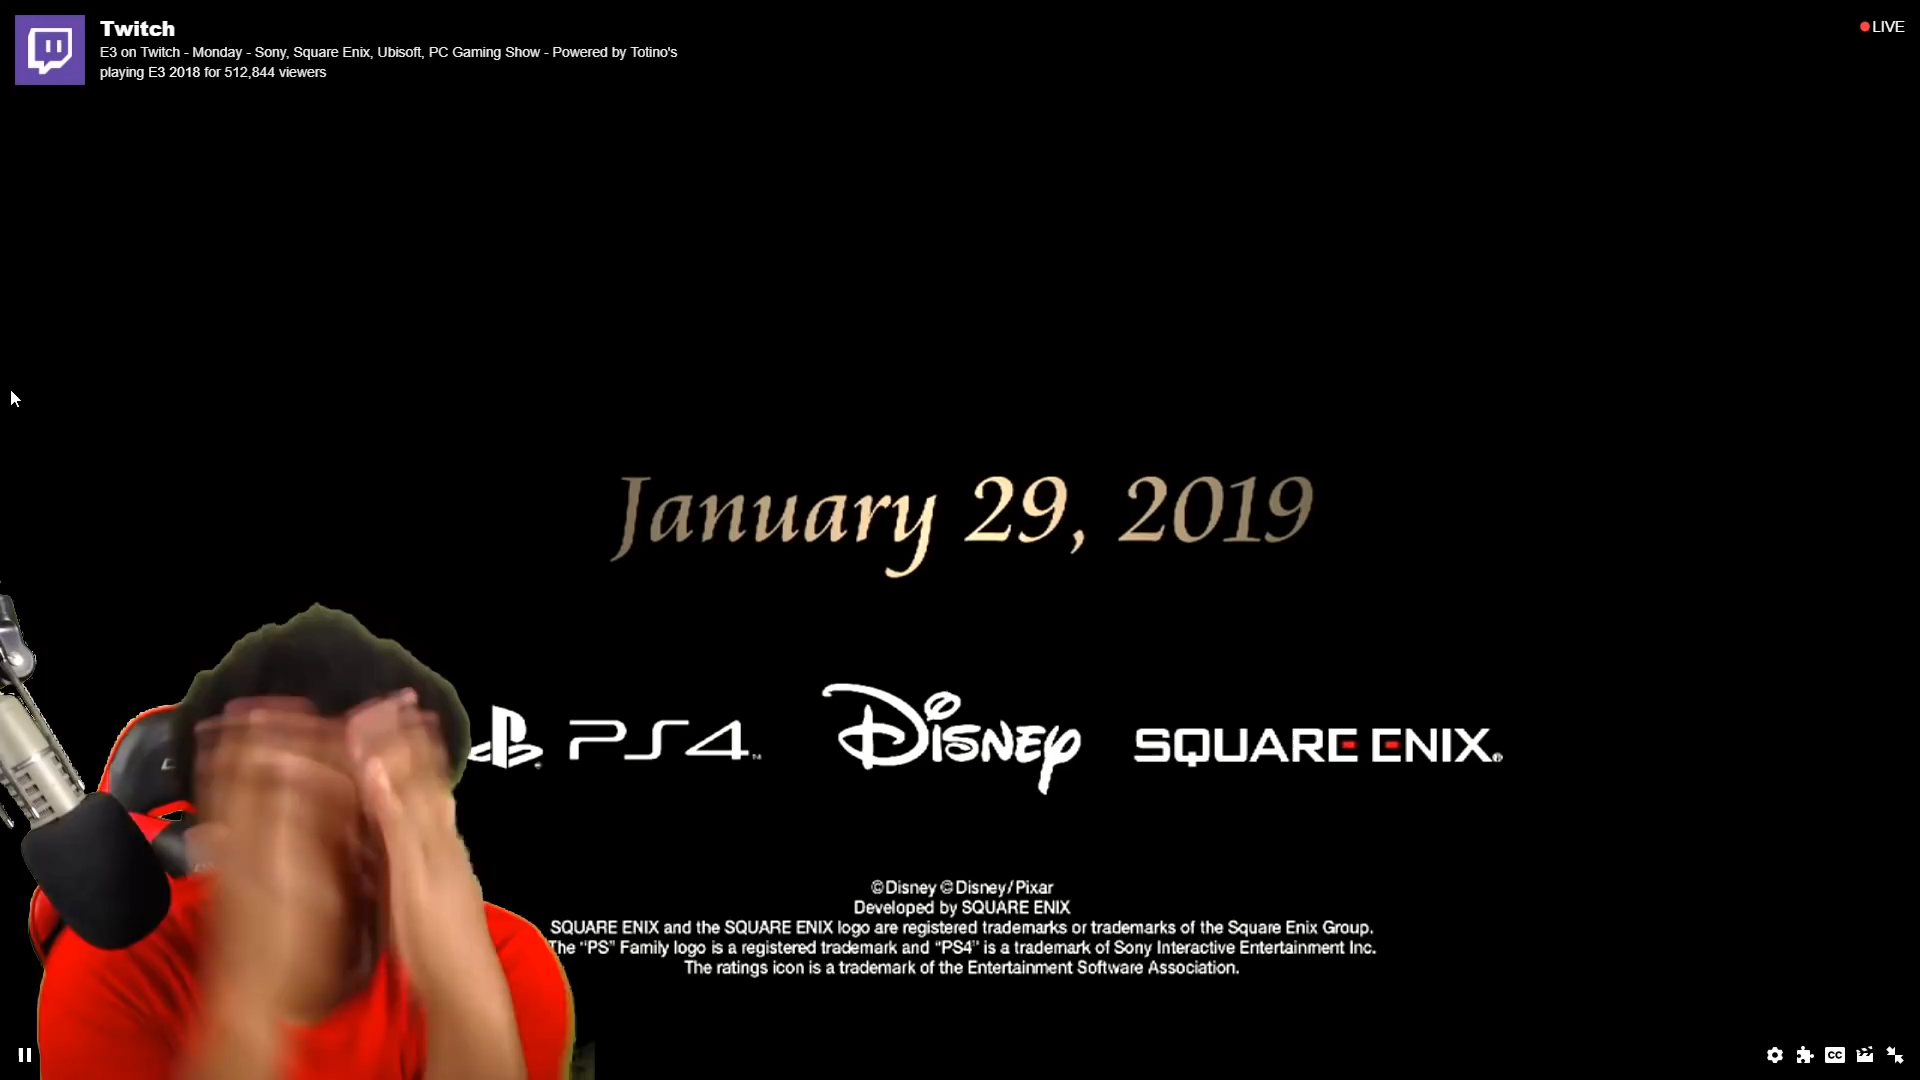 Twitch
E3 on Twitch - Monday - Sony, Square Enix, Ubisoft, PC Gaming Show - Powered by Totino's
playing E3 2018 for 512,844 viewers
LIVE
January 29, 2019
PS4™
Disney
SQUARE ENIX®
©Disney ©Disney/Pixar
Developed by SQUARE ENIX
SQUARE ENIX and the SQUARE ENIX logo are registered trademarks or trademarks of the Square Enix Group.
The "PS" Family logo is a registered trademark and "PS4" is a trademark of Sony Interactive Entertainment Inc.
The ratings icon is a trademark of the Entertainment Software Association.
CC